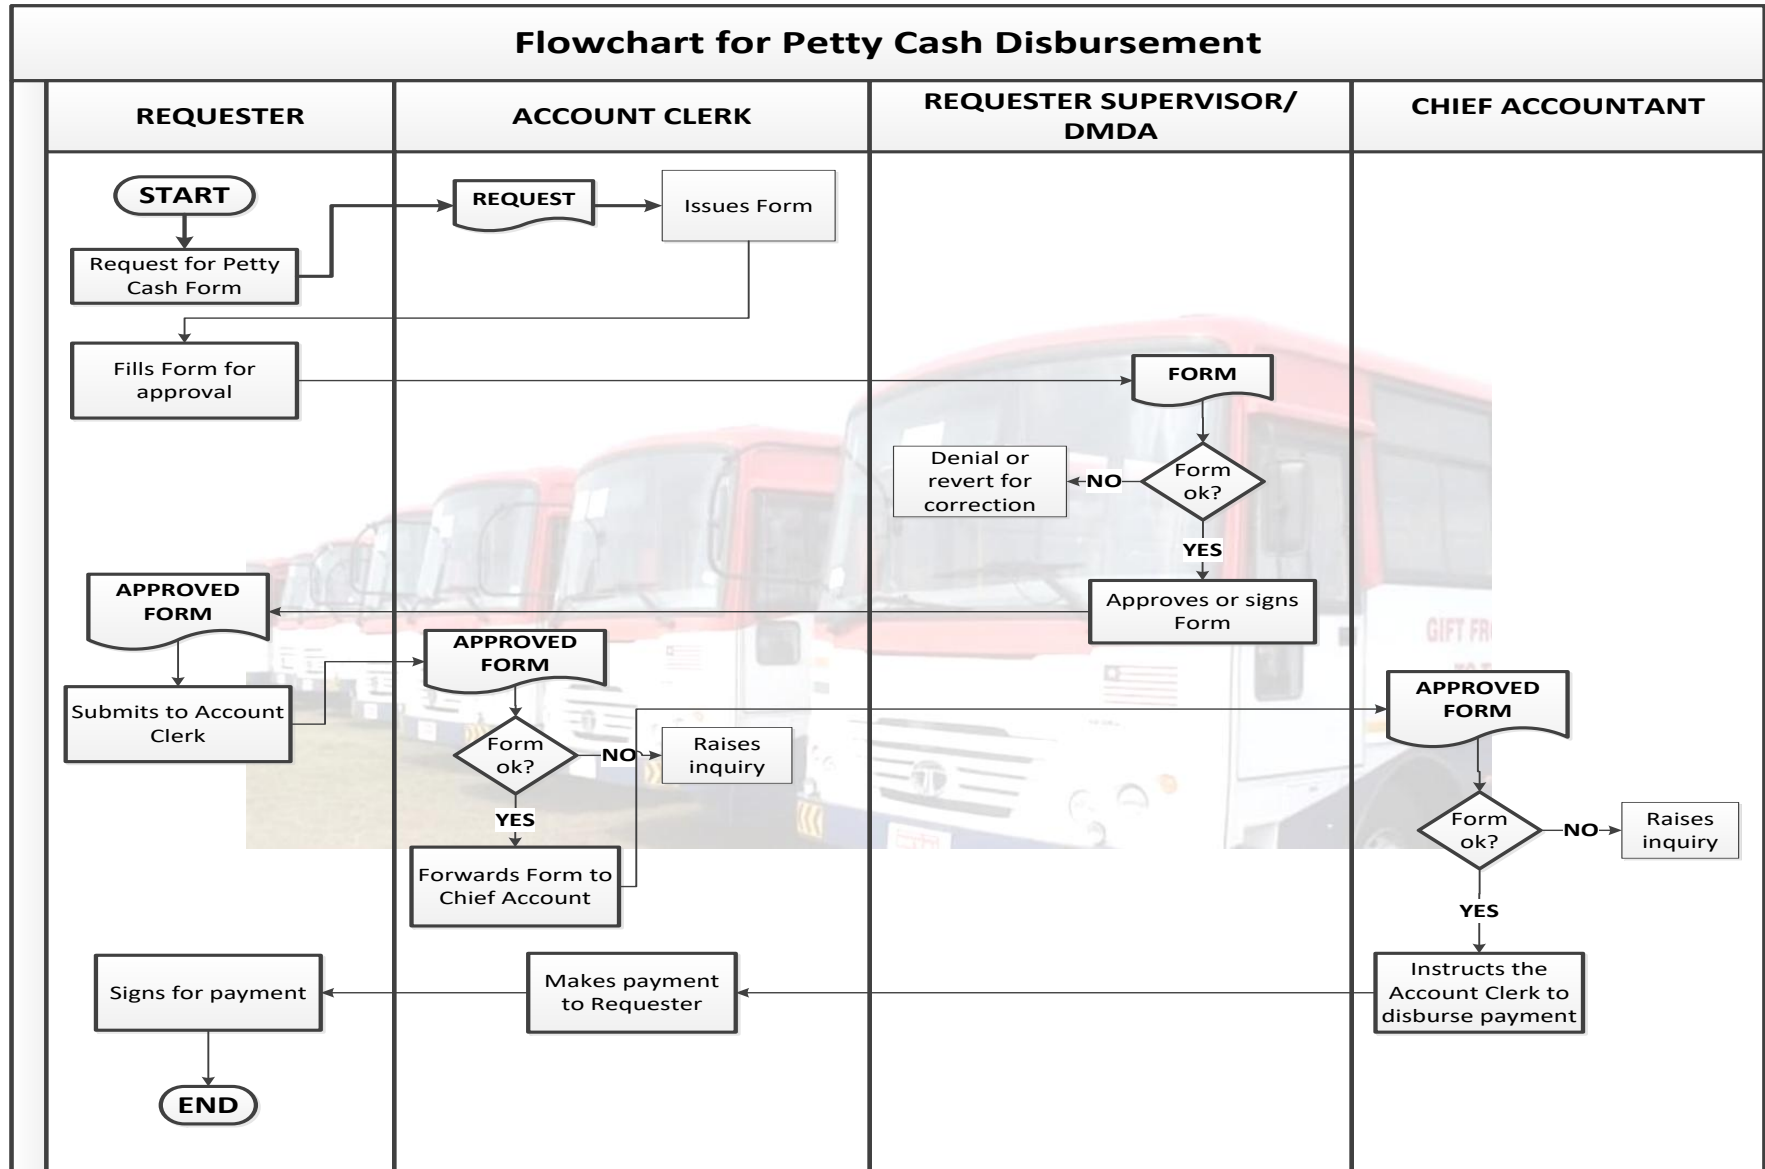 Flowchart for Petty Cash Disbursement
REQUESTER
ACCOUNT CLERK
REQUESTER SUPERVISOR/
DMDA
CHIEF ACCOUNTANT
START
REQUEST
Issues Form
Request for Petty
Cash Form
Fills Form for
approval
FORM
Denial or
revert for
correction
NO
Form
ok?
YES
Approves or signs
Form
APPROVED
FORM
Submits to Account
Clerk
APPROVED
FORM
Form
ok?
NO
Raises
inquiry
YES
Forwards Form to
Chief Account
GIFT FR
APPROVED
FORM
Form
ok?
NO
Raises
inquiry
YES
Instructs the
Account Clerk to
disburse payment
Makes payment
to Requester
Signs for payment
END